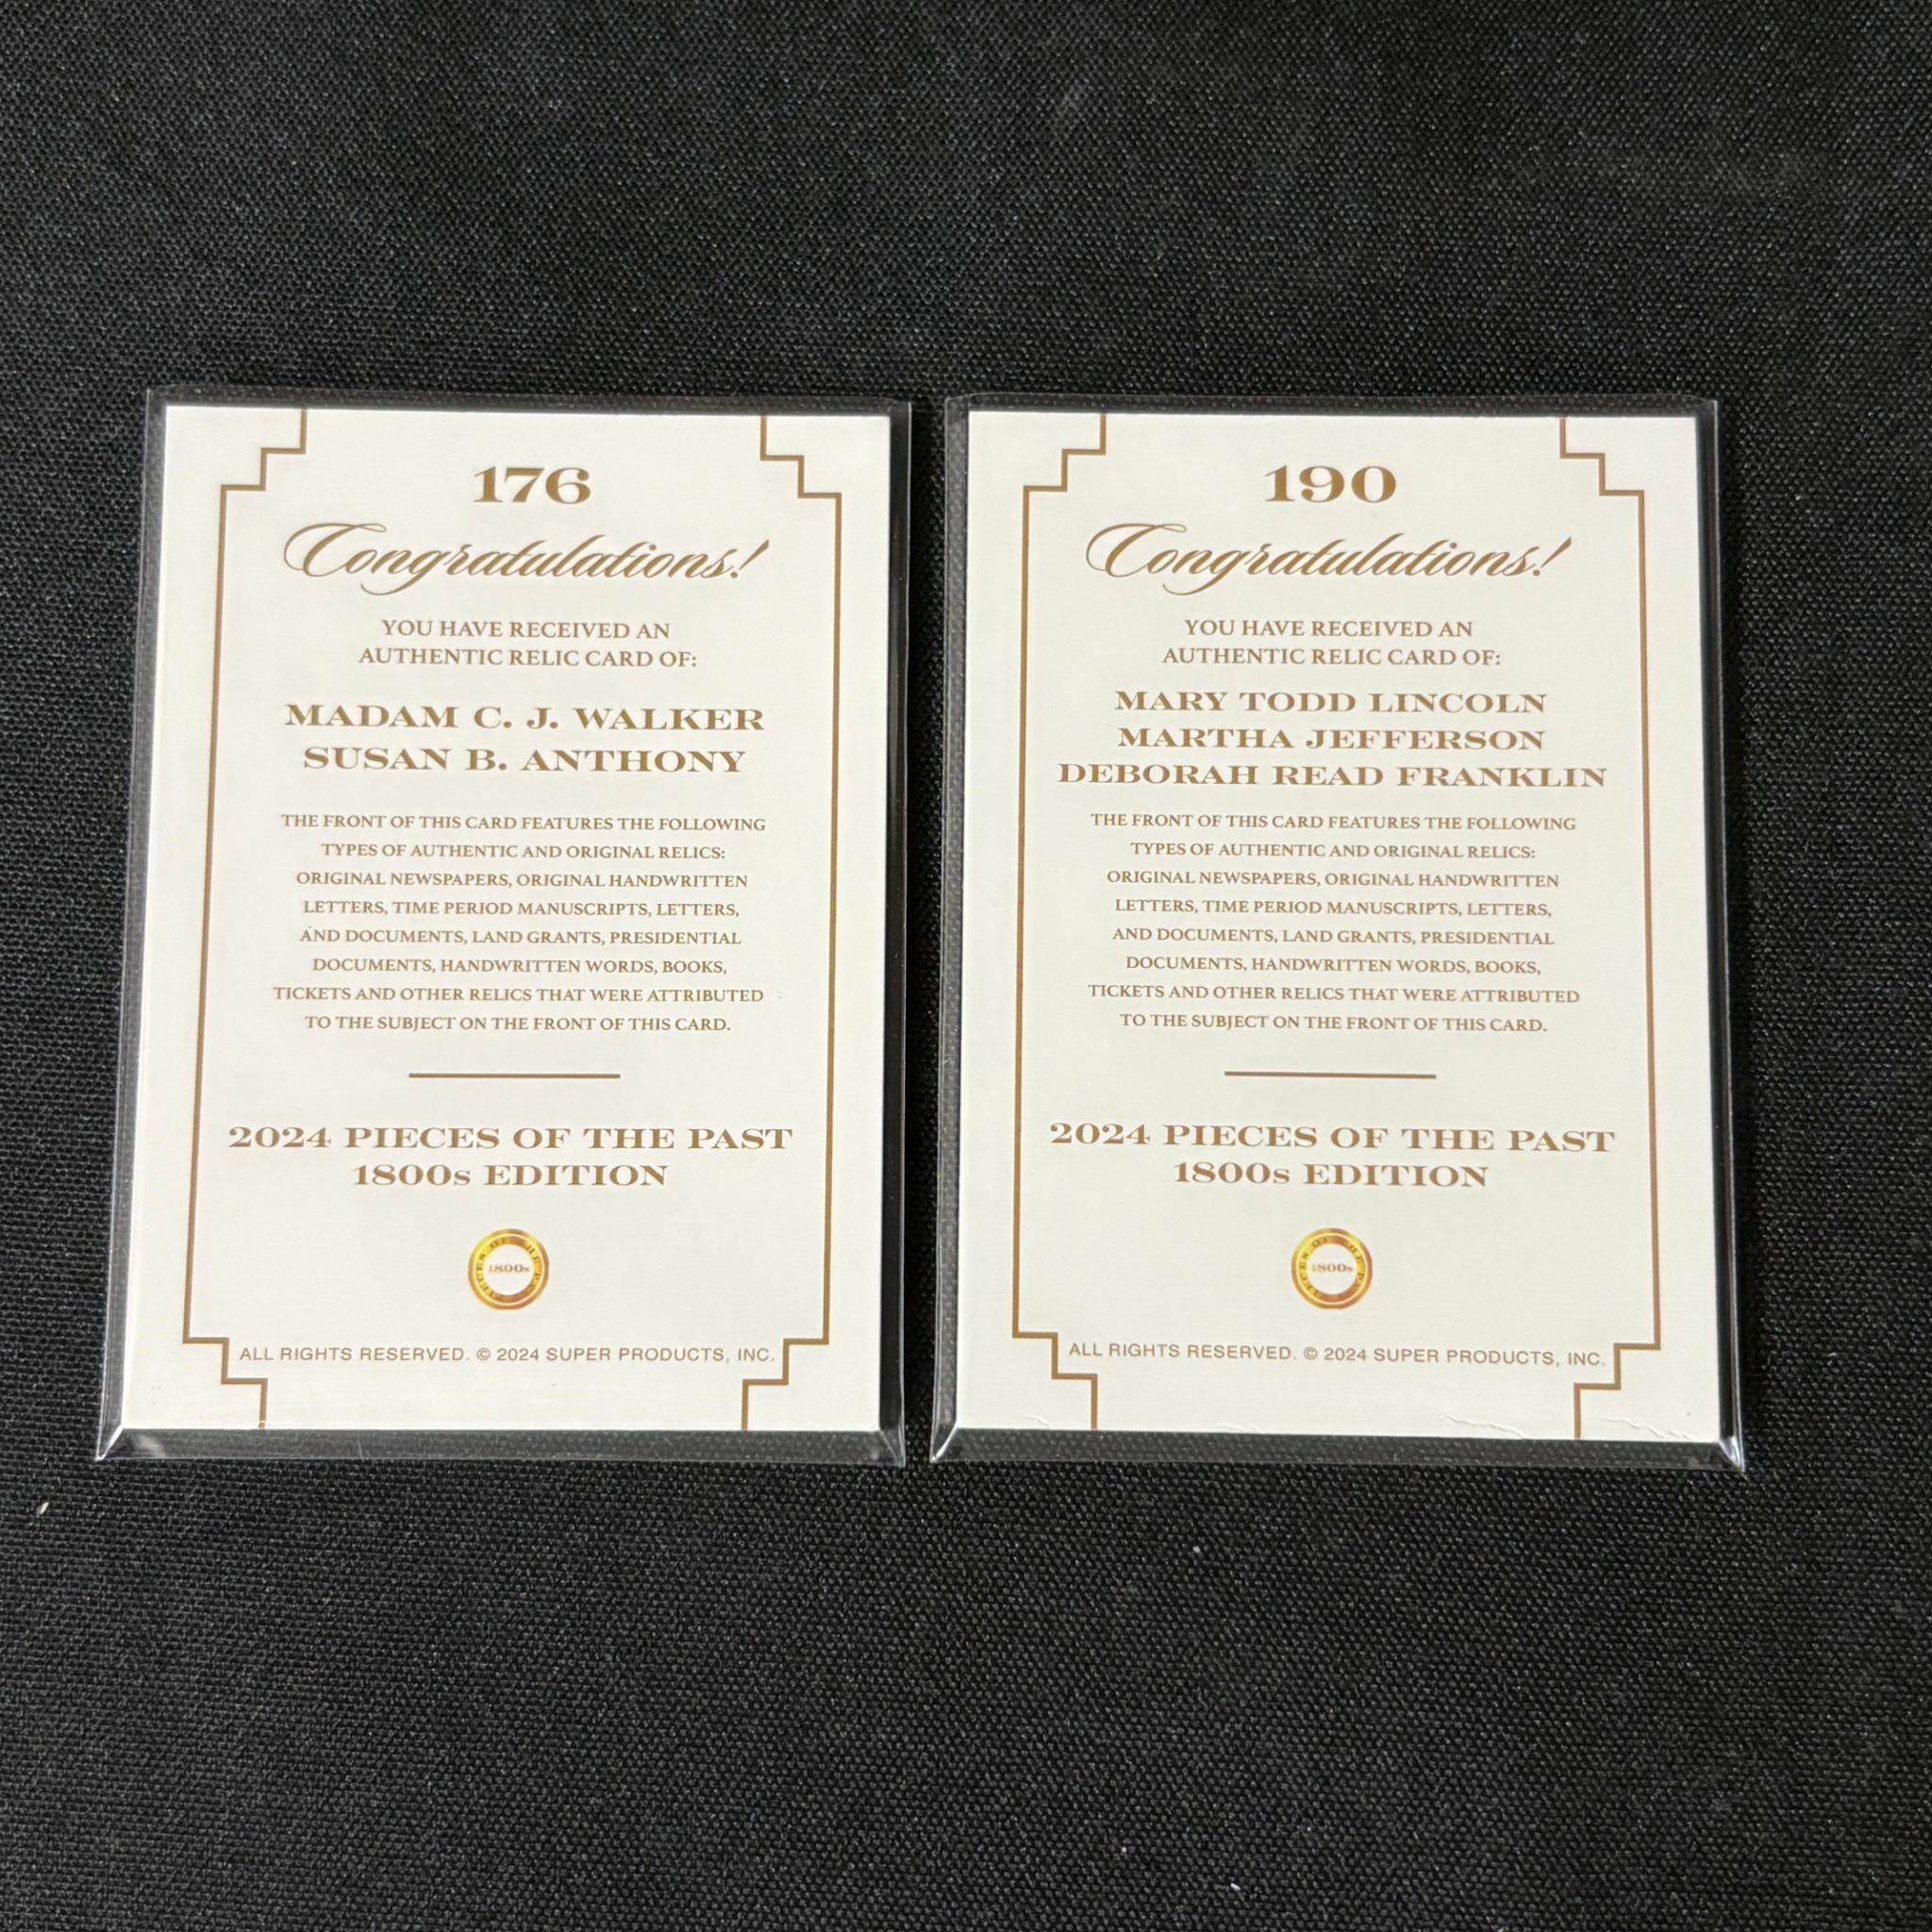 176
Congratulations!
YOU HAVE RECEIVED AN
AUTHENTIC RELIC CARD OF:
MADAM C. J. WALKER
SUSAN B. ANTHONY
THE FRONT OF THIS CARD FEATURES THE FOLLOWING
TYPES OF AUTHENTIC AND ORIGINAL RELICS:
ORIGINAL NEWSPAPERS, ORIGINAL HANDWRITTEN
LETTERS, TIME PERIOD MANUSCRIPTS, LETTERS,
AND DOCUMENTS, LAND GRANTS, PRESIDENTIAL
DOCUMENTS, HANDWRITTEN WORDS, BOOKS,
TICKETS AND OTHER RELICS THAT WERE ATTRIBUTED
TO THE SUBJECT ON THE FRONT OF THIS CARD.
2024 PIECES OF THE PAST
1800s EDITION
PIECES OF THE
1800s
ALL RIGHTS RESERVED. © 2024 SUPER PRODUCTS, INC.
190
Congratulations!
YOU HAVE RECEIVED AN
AUTHENTIC RELIC CARD OF:
MARY TODD LINCOLN
MARTHA JEFFERSON
DEBORAH READ FRANKLIN
THE FRONT OF THIS CARD FEATURES THE FOLLOWING
TYPES OF AUTHENTIC AND ORIGINAL RELICS:
ORIGINAL NEWSPAPERS, ORIGINAL HANDWRITTEN
LETTERS, TIME PERIOD MANUSCRIPTS, LETTERS,
AND DOCUMENTS, LAND GRANTS, PRESIDENTIAL
DOCUMENTS, HANDWRITTEN WORDS, BOOKS,
TICKETS AND OTHER RELICS THAT WERE ATTRIBUTED
TO THE SUBJECT ON THE FRONT OF THIS CARD.
2024 PIECES OF THE PAST
1800s EDITION
PIECES OF THE
1800s
ALL RIGHTS RESERVED. © 2024 SUPER PRODUCTS, INC.